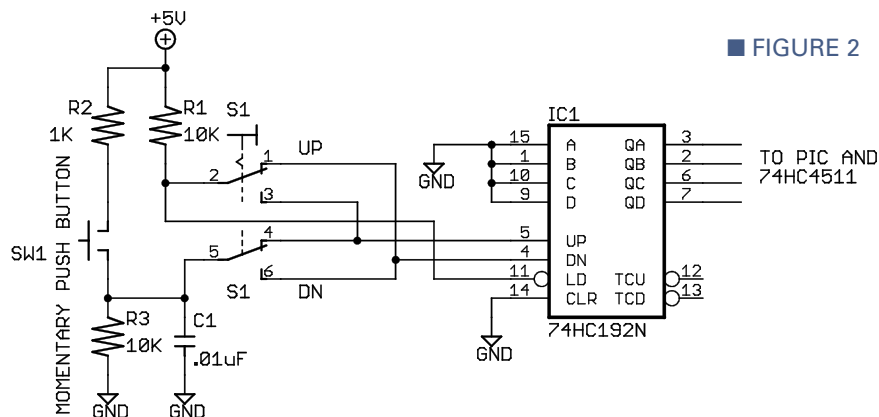 +5V
■ FIGURE 2
R2
1K
R1
10K
S1
UP
1
2
3
4
5
6
S1
DN
SW1
MOMENTARY PUSH BUTTON
R3
10K
C1
.01uF
GND
GND
IC1
GND
15 A QA 3
1 B QB 2
10 C QC 6
9 D QD 7
TO PIC AND
74HC4511
5 UP
4 DN
11 LD TCU 12
14 CLR TCD 13
74HC192N
GND